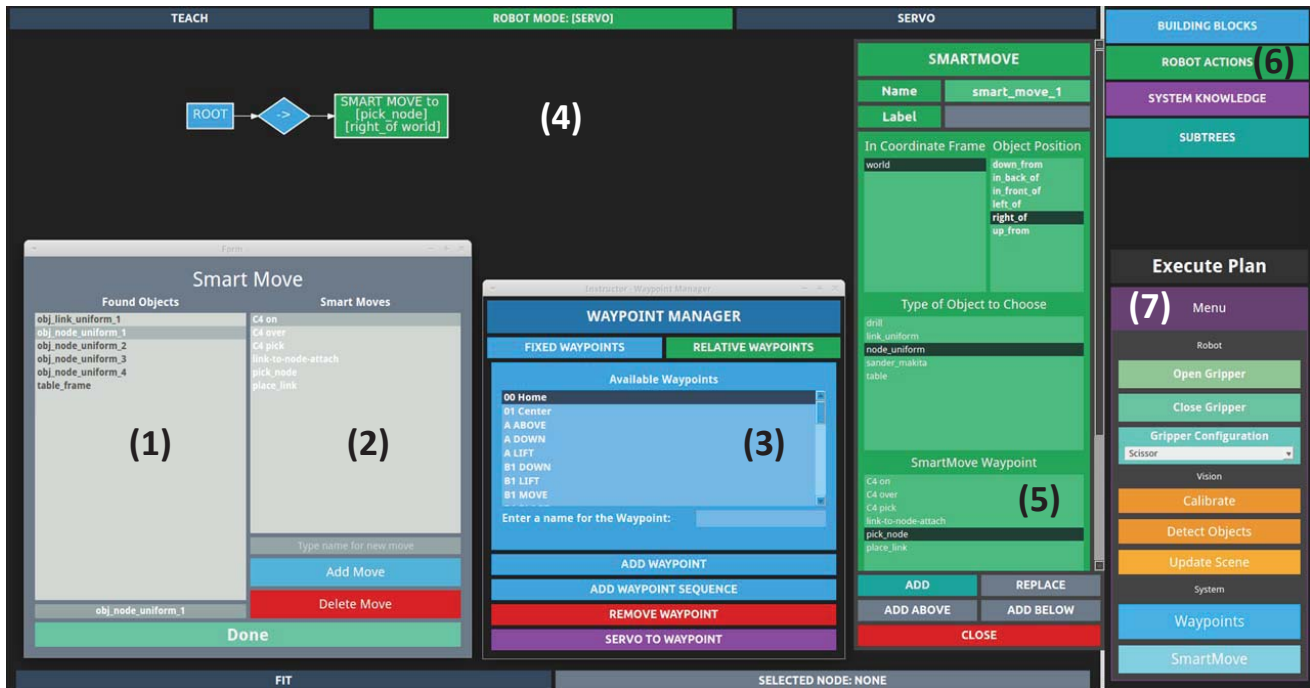 TEACH
ROBOT MODE: [SERVO]
SERVO
ROOT
->
SMART MOVE to
[pick_node]
[right_of world]
(4)
Form
Smart Move
Found Objects
obj_link_uniform_1
obj_node_uniform_1
obj_node_uniform_2
obj_node_uniform_3
obj_node_uniform_4
table_frame
(1)
obj_node_uniform_1
Smart Moves
C4 on
C4 over
C4 pick
link-to-node-attach
pick_node
place_link
(2)
Type name for new move
Add Move
Delete Move
Done
Instructor - Waypoint Manager
WAYPOINT MANAGER
FIXED WAYPOINTS
RELATIVE WAYPOINTS
Available Waypoints
00 Home
01 Center
A ABOVE
A DOWN
A LIFT
B1 DOWN
B1 LIFT
B1 MOVE
(3)
Enter a name for the Waypoint:
ADD WAYPOINT
ADD WAYPOINT SEQUENCE
REMOVE WAYPOINT
SERVO TO WAYPOINT
SMARTMOVE
Name
smart_move_1
Label
In Coordinate Frame
world
Object Position
down_from
in_back_of
in_front_of
left_of
right_of
up_from
Type of Object to Choose
drill
link_uniform
node_uniform
sander_makita
table
SmartMove Waypoint
C4 on
C4 over
C4 pick
link-to-node-attach
pick_node
place_link
(5)
ADD
REPLACE
ADD ABOVE
ADD BELOW
CLOSE
BUILDING BLOCKS
ROBOT ACTIONS
(6)
SYSTEM KNOWLEDGE
SUBTREES
Execute Plan
(7)
Menu
Robot
Open Gripper
Close Gripper
Gripper Configuration
Scissor
Vision
Calibrate
Detect Objects
Update Scene
System
Waypoints
SmartMove
FIT
SELECTED NODE: NONE